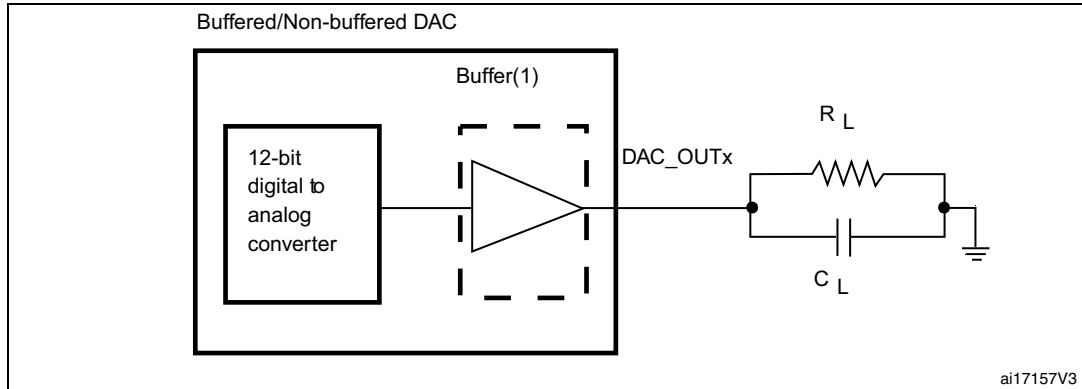 Buffered/Non-buffered DAC
Buffer(1)
12-bit
digital to
analog
converter
DAC_OUTx
R L
C L
ai17157V3